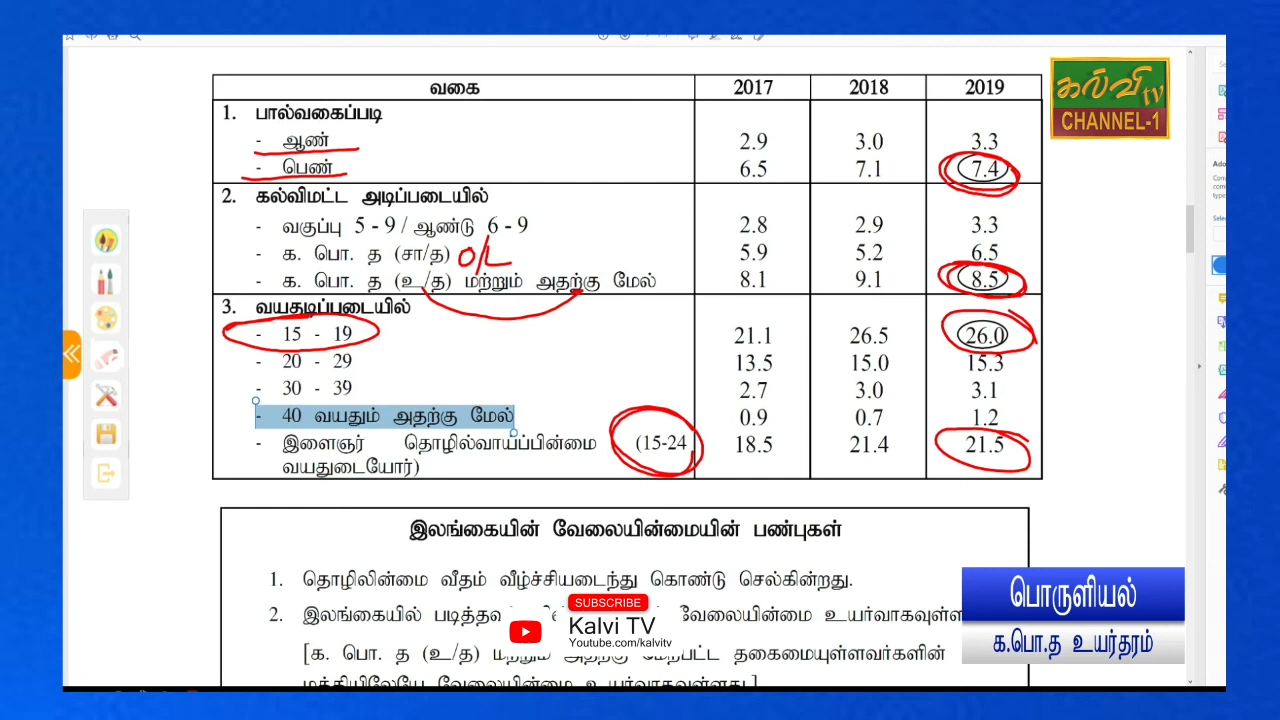 வகை 2017 2018 2019
1. பால்வகைப்படி
- ஆண் 2.9 3.0 3.3
- பெண் 6.5 7.1 7.4
2. கல்விமட்ட அடிப்படையில்
- வகுப்பு 5 - 9 / ஆண்டு 6 - 9 2.8 2.9 3.3
- க. பொ. த (சா/த) O/L 5.9 5.2 6.5
- க. பொ. த (உ/த) மற்றும் அதற்கு மேல் 8.1 9.1 8.5
3. வயதடிப்படையில்
- 15 - 19 21.1 26.5 26.0
- 20 - 29 13.5 15.0 15.3
- 30 - 39 2.7 3.0 3.1
- 40 வயதும் அதற்கு மேல் 0.9 0.7 1.2
- இளைஞர் தொழில்வாய்ப்பின்மை (15-24 18.5 21.4 21.5
வயதுடையோர்)
கல்வி tv
CHANNEL-1
இலங்கையின் வேலையின்மையின் பண்புகள்
1. தொழிலின்மை வீதம் வீழ்ச்சியடைந்து கொண்டு செல்கின்றது.
2. இலங்கையில் வேலையின்மை உயர்வாகவுள்ள
[க. பொ. த (உ/த) தகைமையுள்ளவர்களின்
SUBSCRIBE
Kalvi TV
Youtube.com/kalvitv
பொருளியல்
க.பொ.த உயர்தரம்